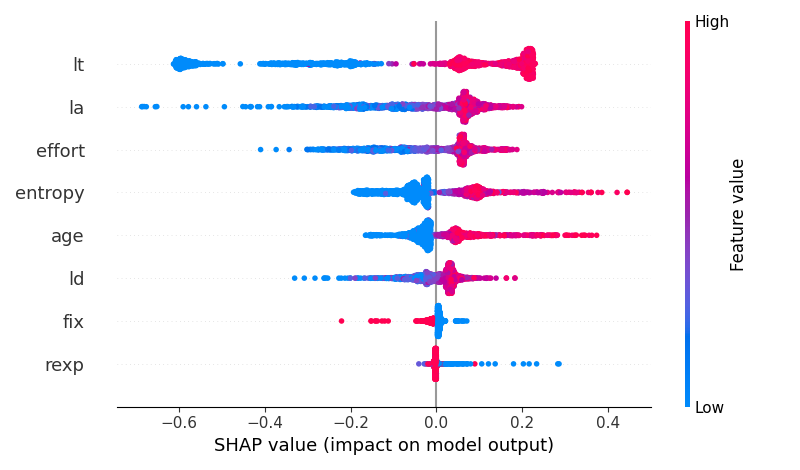 High
lt
la
effort
entropy
age
ld
fix
rexp
Feature value
Low
−0.6 −0.4 −0.2 0.0 0.2 0.4
SHAP value (impact on model output)